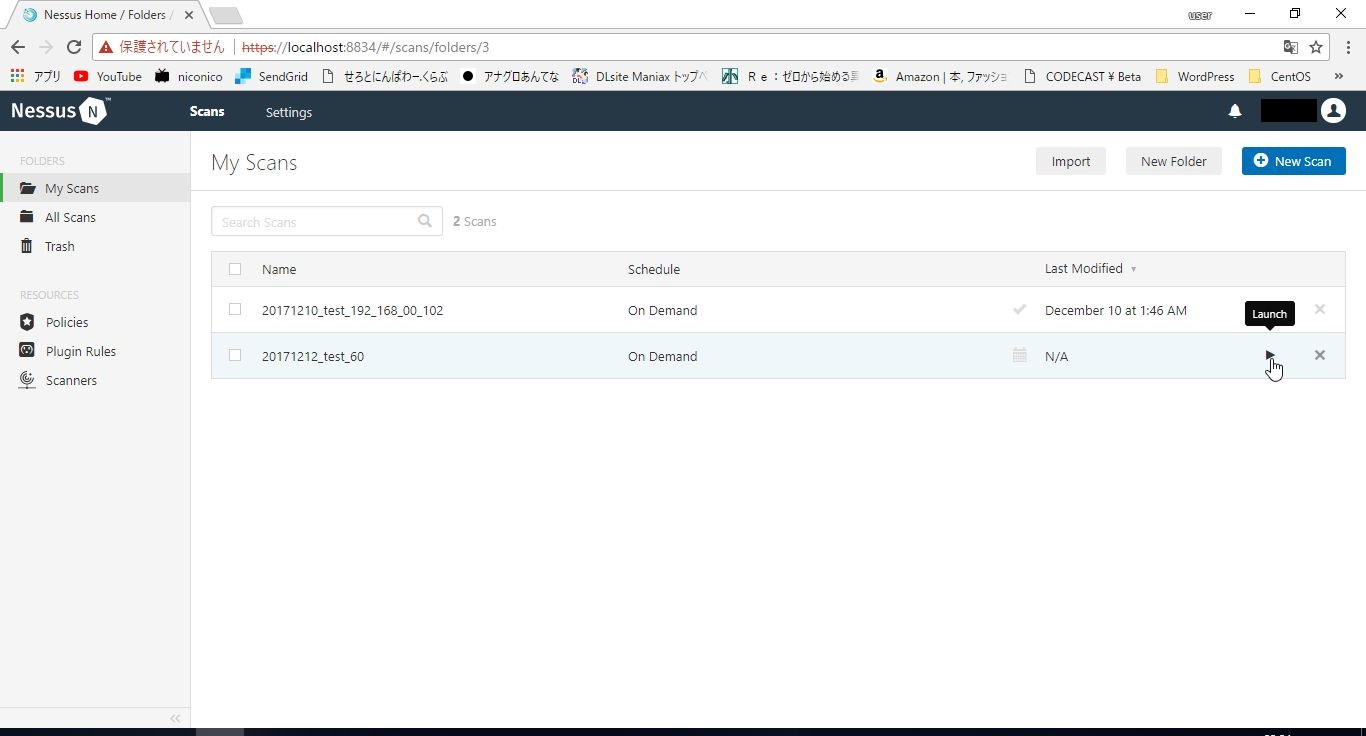 Nessus Home / Folders /
user
保護されていません | https://localhost:8834/#/scans/folders/3
アプリ YouTube niconico SendGrid せろとにんぱわーくらぶ アナグロあんてな DLsite Maniax トップペ Ｒｅ：ゼロから始める Amazon | 本, ファッショ CODECAST ¥ Beta WordPress CentOS »
Nessus N ™ Scans Settings
FOLDERS
My Scans
All Scans
Trash
RESOURCES
Policies
Plugin Rules
Scanners
My Scans
Import New Folder New Scan
Search Scans 2 Scans
Name Schedule Last Modified
20171210_test_192_168_00_102 On Demand December 10 at 1:46 AM
Launch
20171212_test_60 On Demand N/A